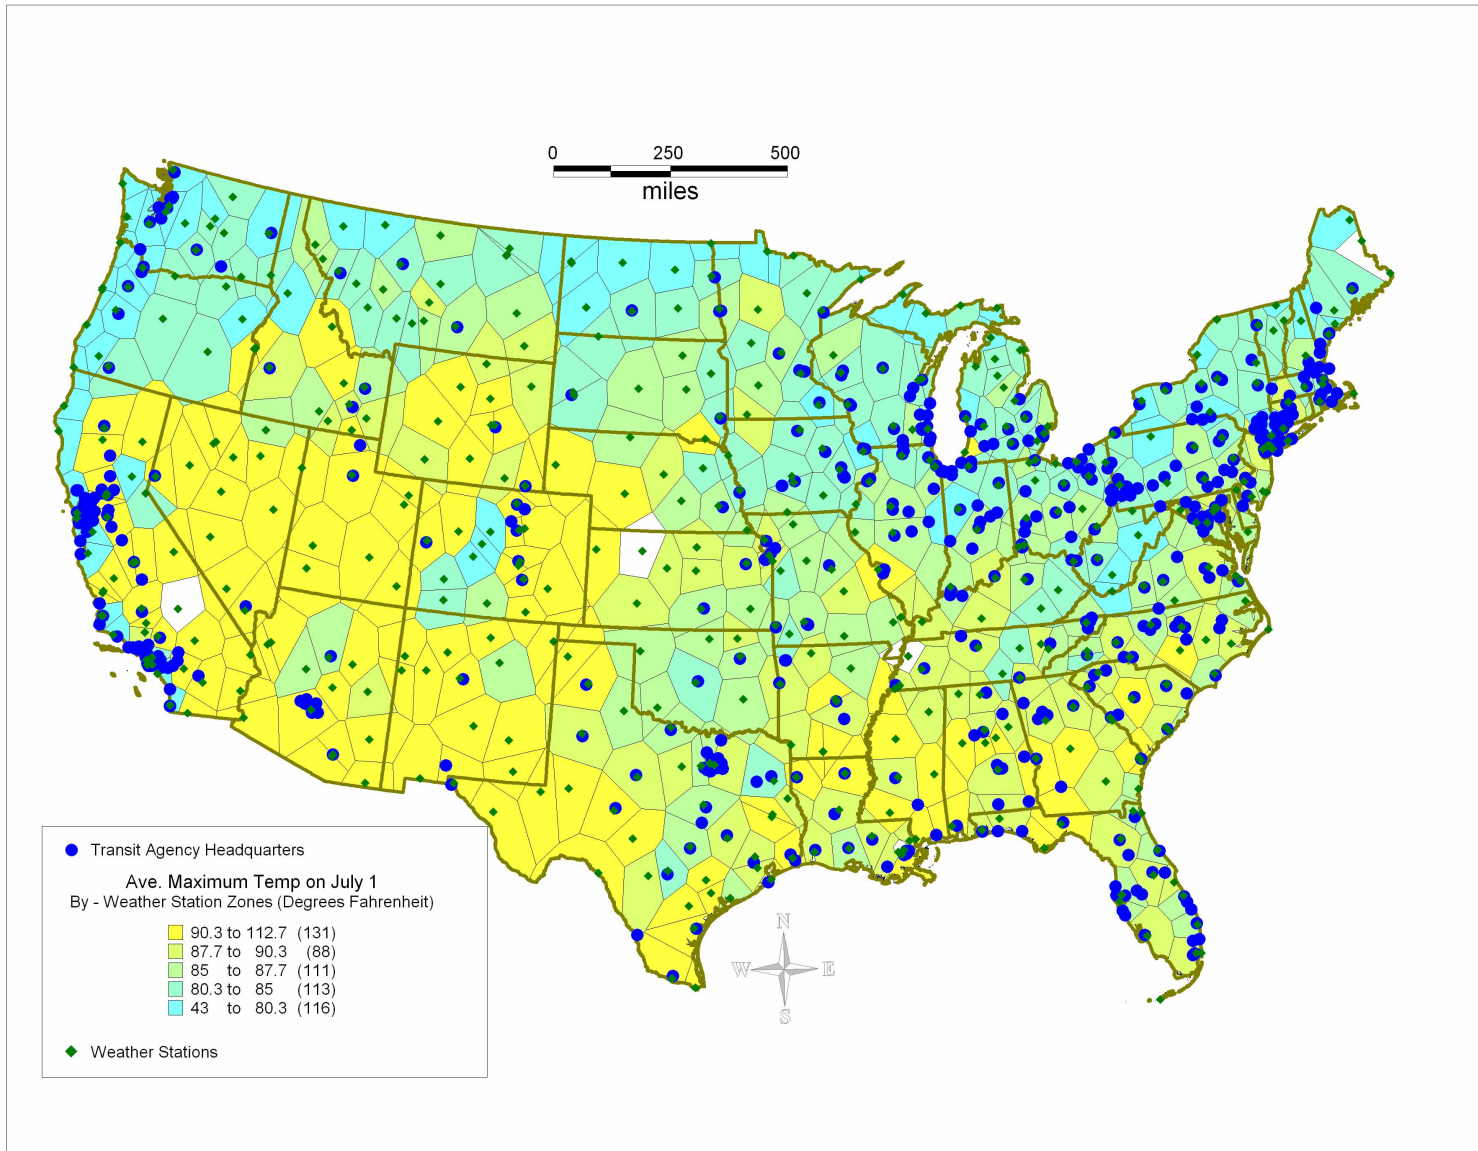 0 250 500
miles
Transit Agency Headquarters
Ave. Maximum Temp on July 1
By - Weather Station Zones (Degrees Fahrenheit)
90.3 to 112.7 (131)
87.7 to 90.3 (88)
85 to 87.7 (111)
80.3 to 85 (113)
43 to 80.3 (116)
Weather Stations
N
W E
S